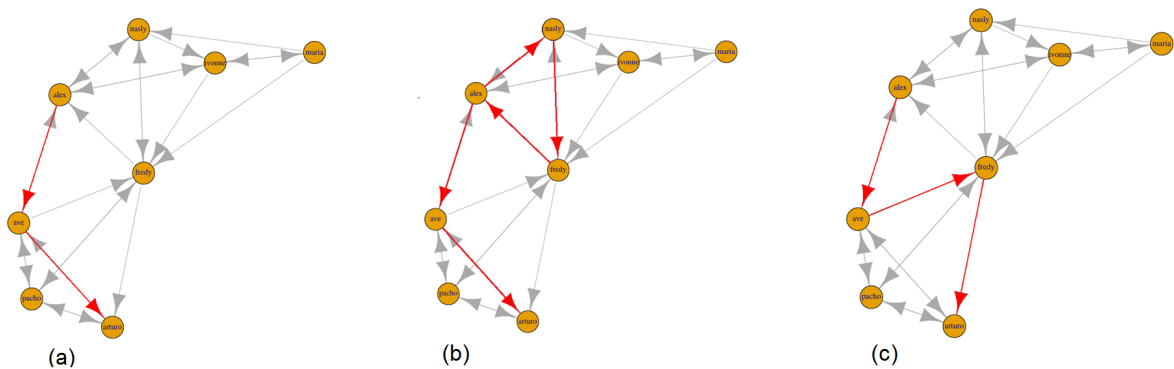 nasly
ivonne
maria
alex
fredy
ave
pacho
arturo
(a)
nasly
ivonne
maria
alex
fredy
ave
pacho
arturo
(b)
nasly
ivonne
maria
alex
fredy
ave
pacho
arturo
(c)